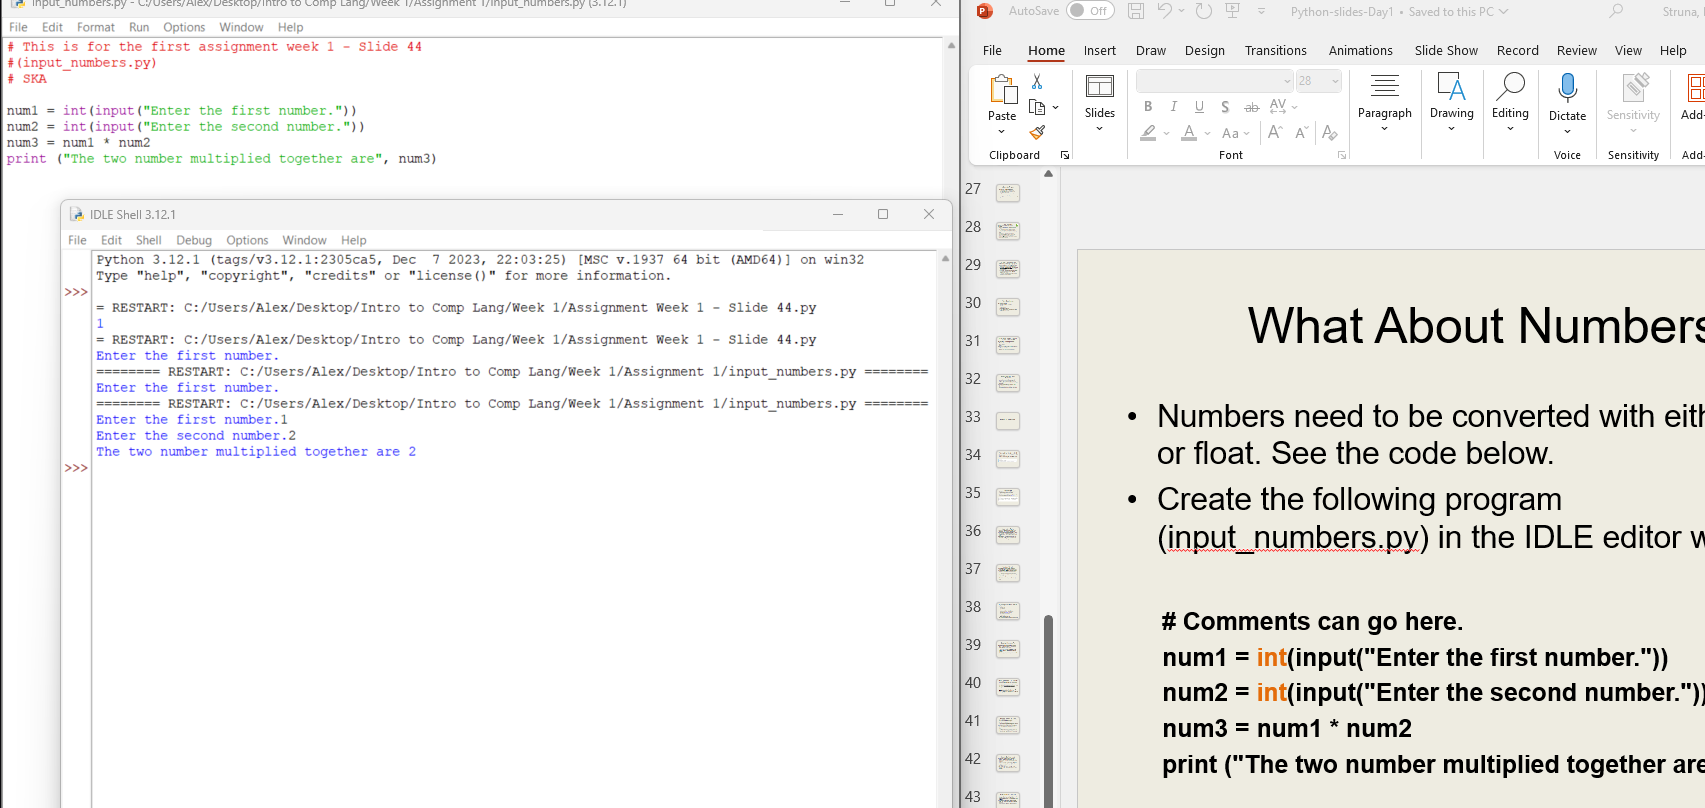 input_numbers.py - C:/Users/Alex/Desktop/Intro to Comp Lang/Week 1/Assignment 1/input_numbers.py (3.12.1)
File Edit Format Run Options Window Help
# This is for the first assignment week 1 - Slide 44
#(input_numbers.py)
# SKA
num1 = int(input("Enter the first number."))
num2 = int(input("Enter the second number."))
num3 = num1 * num2
print ("The two number multiplied together are", num3)
IDLE Shell 3.12.1
File Edit Shell Debug Options Window Help
Python 3.12.1 (tags/v3.12.1:2305ca5, Dec 7 2023, 22:03:25) [MSC v.1937 64 bit (AMD64)] on win32
Type "help", "copyright", "credits" or "license()" for more information.
>>>
= RESTART: C:/Users/Alex/Desktop/Intro to Comp Lang/Week 1/Assignment Week 1 - Slide 44.py
1
= RESTART: C:/Users/Alex/Desktop/Intro to Comp Lang/Week 1/Assignment Week 1 - Slide 44.py
Enter the first number.
======== RESTART: C:/Users/Alex/Desktop/Intro to Comp Lang/Week 1/Assignment 1/input_numbers.py ========
Enter the first number.
======== RESTART: C:/Users/Alex/Desktop/Intro to Comp Lang/Week 1/Assignment 1/input_numbers.py ========
Enter the first number.1
Enter the second number.2
The two number multiplied together are 2
>>>
AutoSave Off Python-slides-Day1 • Saved to this PC Struna,
File Home Insert Draw Design Transitions Animations Slide Show Record Review View Help
28
Paste Slides B I U S ab AV Aa A A A Paragraph Drawing Editing Dictate Sensitivity Add-
Clipboard Font Voice Sensitivity Add-
27
28
29
30
31
32
33
34
35
36
37
38
39
40
41
42
43
What About Numbers
• Numbers need to be converted with eith
or float. See the code below.
• Create the following program
(input_numbers.py) in the IDLE editor w
# Comments can go here.
num1 = int(input("Enter the first number."))
num2 = int(input("Enter the second number."))
num3 = num1 * num2
print ("The two number multiplied together are